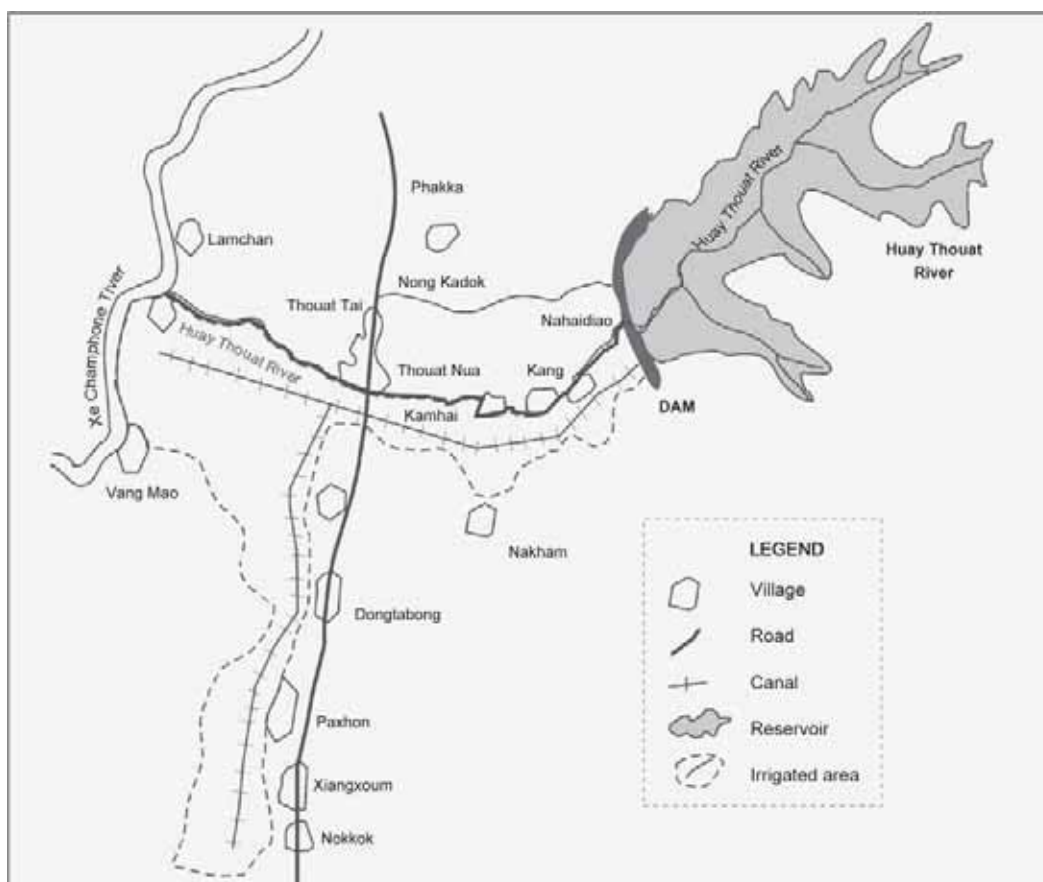 Phakka
Lamchan
Nong Kadok
Thouat Tai
Huay Thouat River
Huay Thouat
River
Nahaidiao
Xe Champhone Tiver
Huay Thouat River
Thouat Nua
Kang
Kamhai
DAM
Vang Mao
Nakham
Dongtabong
Paxhon
Xiangxoum
Nokkok
LEGEND
Village
Road
Canal
Reservoir
Irrigated area